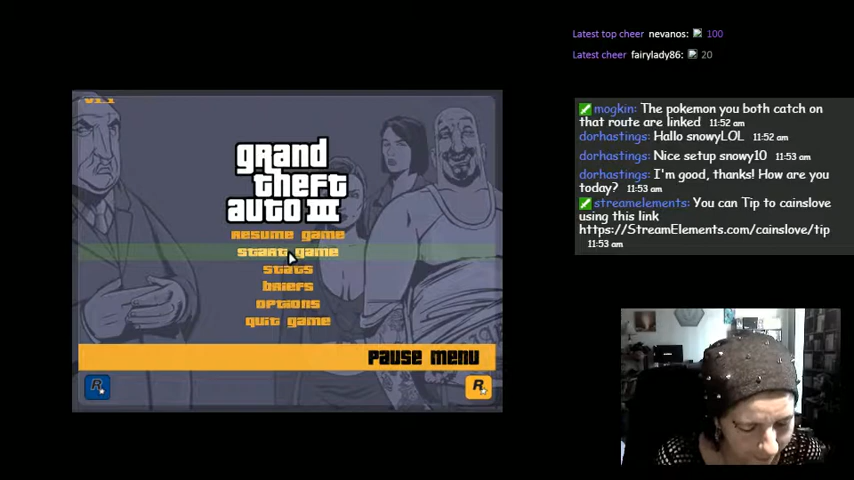 Latest top cheer nevanos: 100
Latest cheer fairylady86: 20
V1.1
grand
theft
auto III
resume game
start game
stats
briefs
options
quit game
pause menu
R
R
mogkin: The pokemon you both catch on
that route are linked 11:52 am
dorhastings: Hallo snowyLOL 11:52 am
dorhastings: Nice setup snowy10 11:53 am
dorhastings: I'm good, thanks! How are you
today? 11:53 am
streamelements: You can Tip to cainslove
using this link
https://StreamElements.com/cainslove/tip
11:53 am